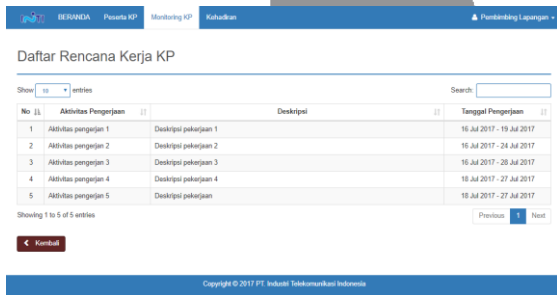 INTI BERANDA Peserta KP Monitoring KP Kehadiran Pembimbing Lapangan
Daftar Rencana Kerja KP
Show 10 entries Search:
No Aktivitas Pengerjaan Deskripsi Tanggal Pengerjaan
1 Aktivitas pengerjan 1 Deskripsi pekerjaan 1 16 Jul 2017 - 19 Jul 2017
2 Aktivitas pengerjan 2 Deskripsi pekerjaan 2 16 Jul 2017 - 24 Jul 2017
3 Aktivitas pengerjan 3 Deskripsi pekerjaan 3 16 Jul 2017 - 28 Jul 2017
4 Aktivitas pengerjan 4 Deskripsi pekerjaan 4 18 Jul 2017 - 27 Jul 2017
5 Aktivitas pengerjan 5 Deskripsi pekerjaan 18 Jul 2017 - 27 Jul 2017
Showing 1 to 5 of 5 entries Previous 1 Next
Kembali
Copyright © 2017 PT. Industri Telekomunikasi Indonesia